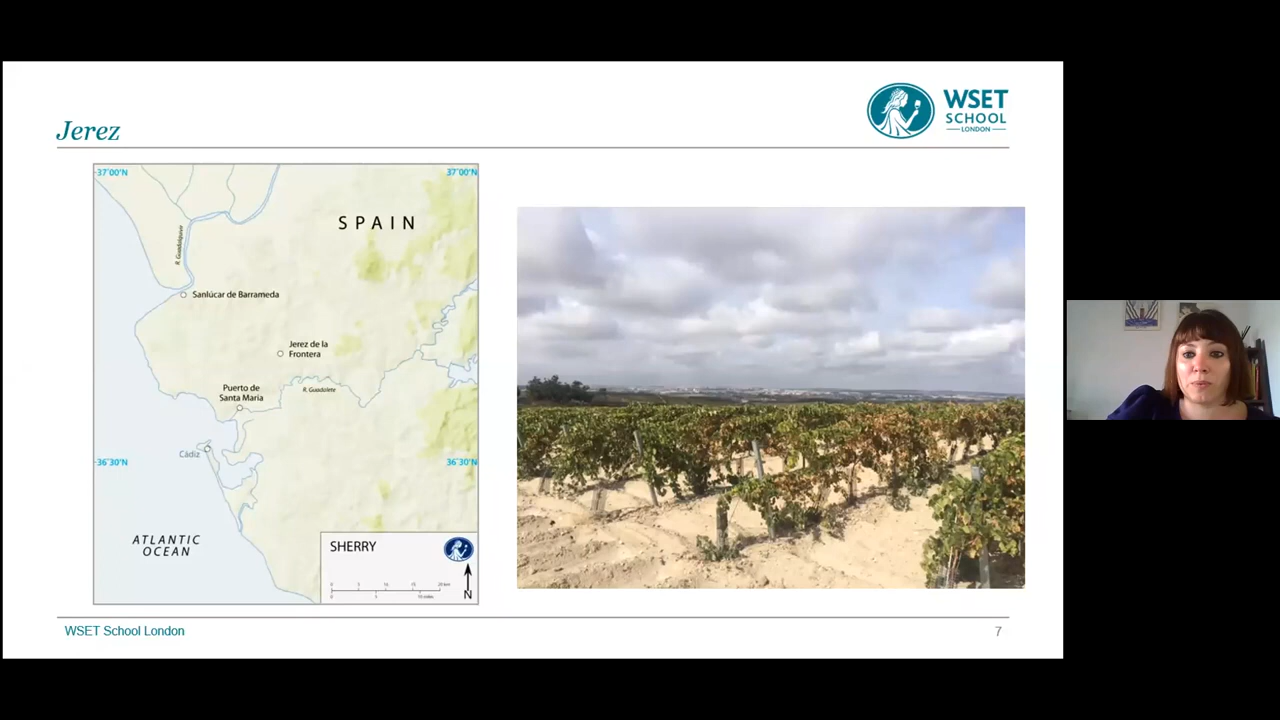 Jerez
WSET
SCHOOL
LONDON
37°00'N
37°00'N
SPAIN
R. Guadalquivir
Sanlúcar de Barrameda
Jerez de la
Frontera
Puerto de
Santa María
R. Guadalete
Cádiz
36°30'N
36°30'N
ATLANTIC
OCEAN
SHERRY
N
WSET School London
7